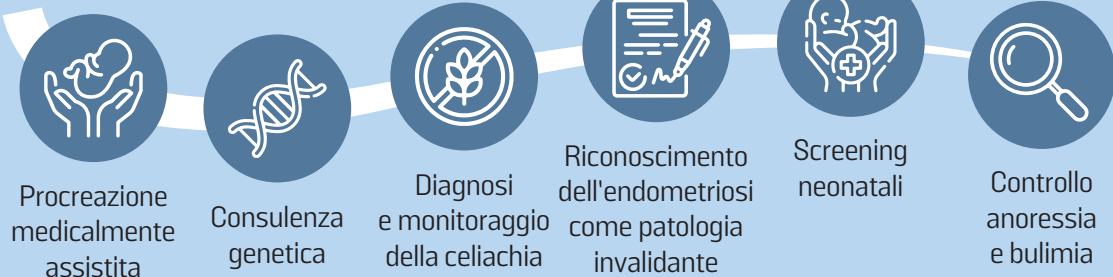 Procreazione
medicalmente
assistita
Consulenza
genetica
Diagnosi
e monitoraggio
della celiachia
Riconoscimento
dell'endometriosi
come patologia
invalidante
Screening
neonatali
Controllo
anoressia
e bulimia